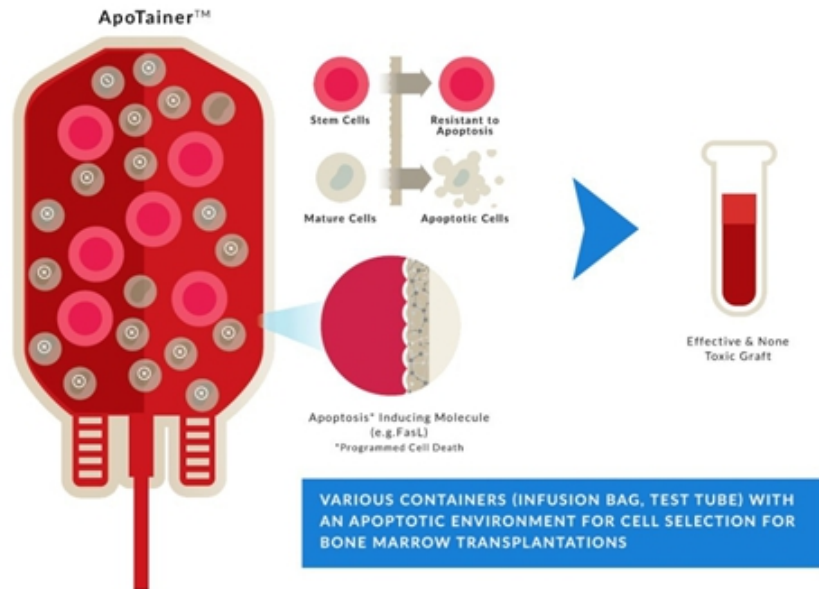 ApoTainer™
Stem Cells
Resistant to
Apoptosis
Mature Cells
Apoptotic Cells
Apoptosis* Inducing Molecule
(e.g.FasL)
*Programmed Cell Death
Effective & None
Toxic Graft
VARIOUS CONTAINERS (INFUSION BAG, TEST TUBE) WITH
AN APOPTOTIC ENVIRONMENT FOR CELL SELECTION FOR
BONE MARROW TRANSPLANTATIONS